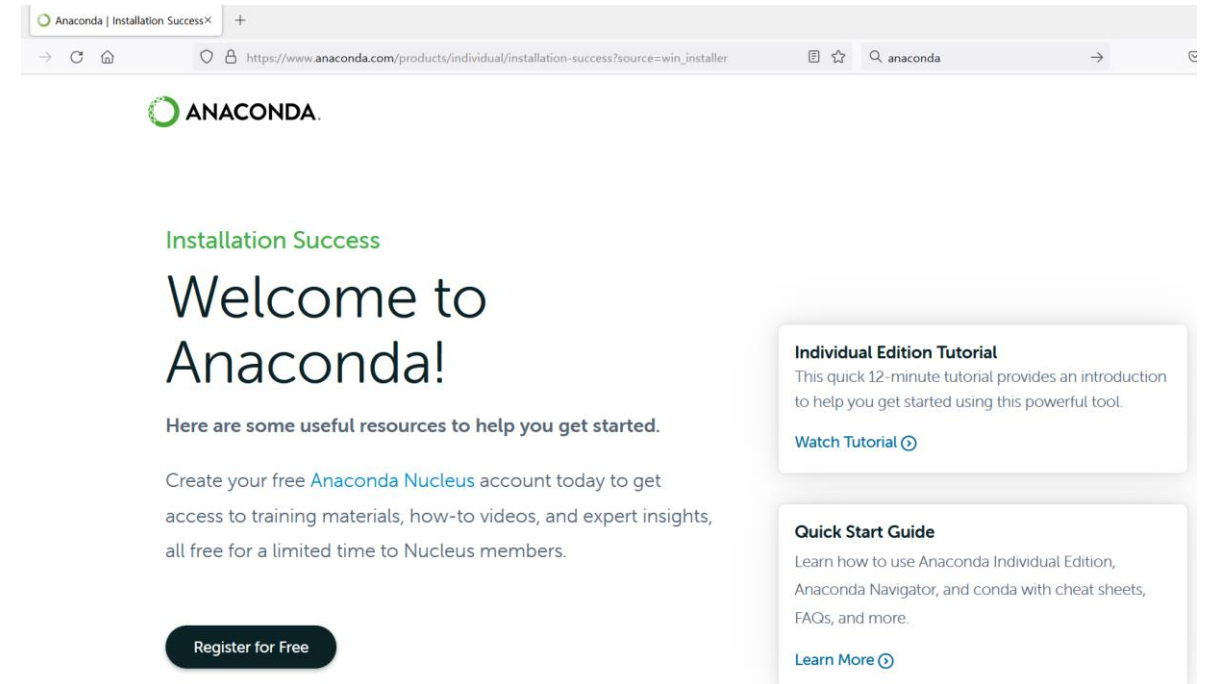 Anaconda | Installation Success
https://www.anaconda.com/products/individual/installation-success?source=win_installer
anaconda
ANACONDA.
Installation Success
Welcome to
Anaconda!
Here are some useful resources to help you get started.
Create your free Anaconda Nucleus account today to get
access to training materials, how-to videos, and expert insights,
all free for a limited time to Nucleus members.
Register for Free
Individual Edition Tutorial
This quick 12-minute tutorial provides an introduction
to help you get started using this powerful tool.
Watch Tutorial
Quick Start Guide
Learn how to use Anaconda Individual Edition,
Anaconda Navigator, and conda with cheat sheets,
FAQs, and more.
Learn More